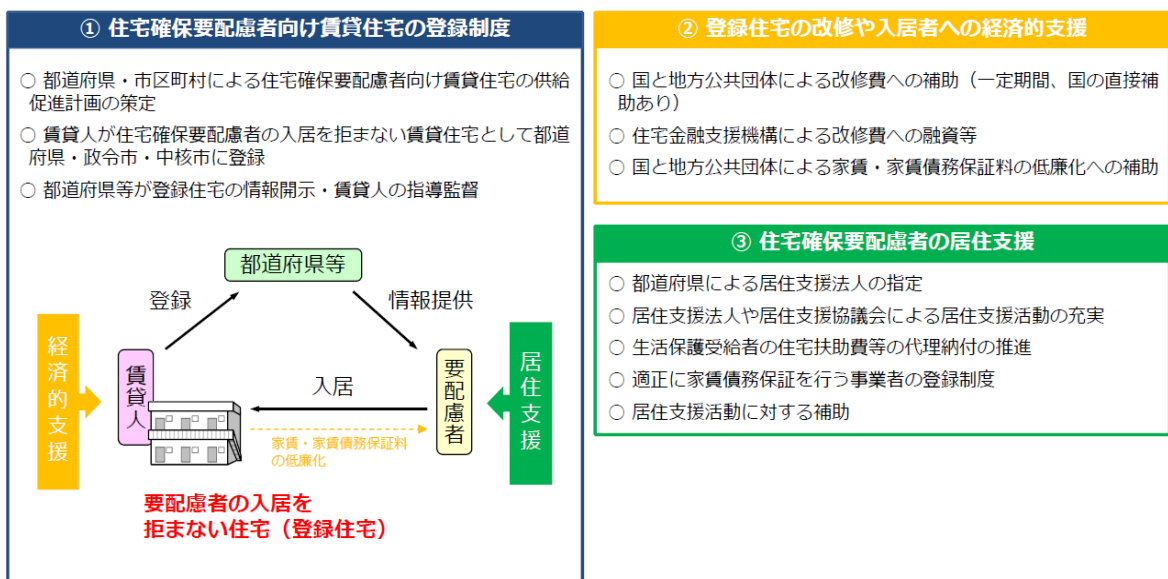 ① 住宅確保要配慮者向け賃貸住宅の登録制度
○ 都道府県・市区町村による住宅確保要配慮者向け賃貸住宅の供給
促進計画の策定
○ 賃貸人が住宅確保要配慮者の入居を拒まない賃貸住宅として都道
府県・政令市・中核市に登録
○ 都道府県等が登録住宅の情報開示・賃貸人の指導監督
都道府県等
登録
情報提供
経済的支援
賃貸人
入居
要配慮者
居住支援
家賃・家賃債務保証料
の低廉化
要配慮者の入居を
拒まない住宅（登録住宅）
② 登録住宅の改修や入居者への経済的支援
○ 国と地方公共団体による改修費への補助（一定期間、国の直接補
助あり）
○ 住宅金融支援機構による改修費への融資等
○ 国と地方公共団体による家賃・家賃債務保証料の低廉化への補助
③ 住宅確保要配慮者の居住支援
○ 都道府県による居住支援法人の指定
○ 居住支援法人や居住支援協議会による居住支援活動の充実
○ 生活保護受給者の住宅扶助費等の代理納付の推進
○ 適正に家賃債務保証を行う事業者の登録制度
○ 居住支援活動に対する補助